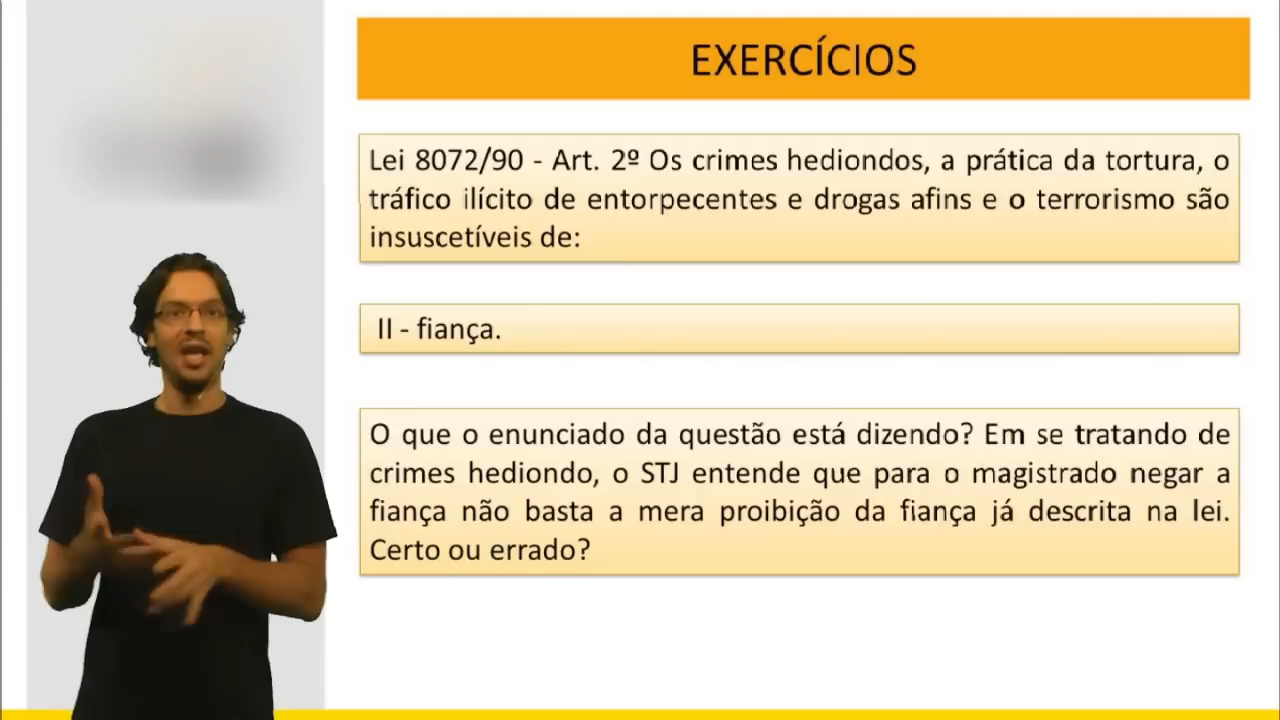 EXERCÍCIOS
Lei 8072/90 - Art. 2º Os crimes hediondos, a prática da tortura, o
tráfico ilícito de entorpecentes e drogas afins e o terrorismo são
insuscetíveis de:
II - fiança.
O que o enunciado da questão está dizendo? Em se tratando de
crimes hediondo, o STJ entende que para o magistrado negar a
fiança não basta a mera proibição da fiança já descrita na lei.
Certo ou errado?